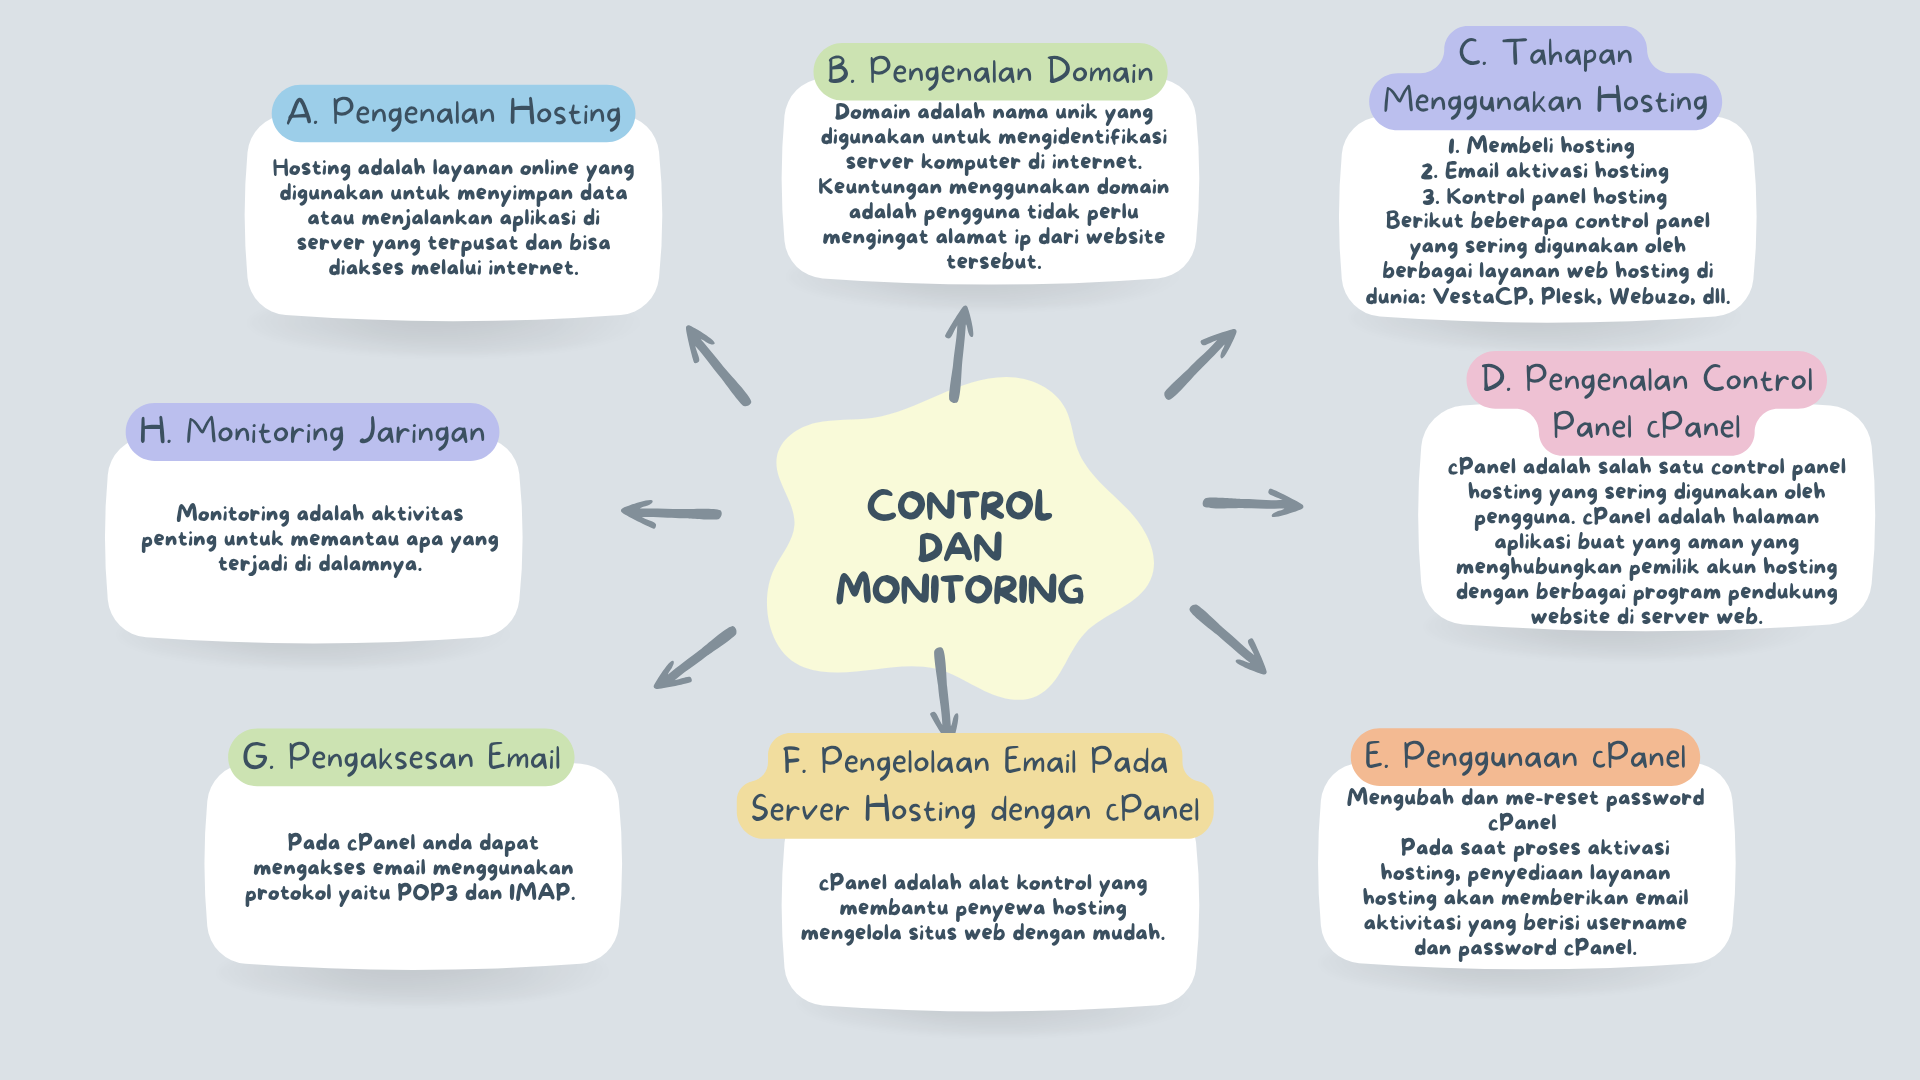 A. Pengenalan Hosting
Hosting adalah layanan online yang
digunakan untuk menyimpan data
atau menjalankan aplikasi di
server yang terpusat dan bisa
diakses melalui internet.
B. Pengenalan Domain
Domain adalah nama unik yang
digunakan untuk mengidentifikasi
server komputer di internet.
Keuntungan menggunakan domain
adalah pengguna tidak perlu
mengingat alamat ip dari website
tersebut.
C. Tahapan
Menggunakan Hosting
1. Membeli hosting
2. Email aktivasi hosting
3. Kontrol panel hosting
Berikut beberapa control panel
yang sering digunakan oleh
berbagai layanan web hosting di
dunia: VestaCP, Plesk, Webuzo, dll.
D. Pengenalan Control
Panel cPanel
cPanel adalah salah satu control panel
hosting yang sering digunakan oleh
pengguna. cPanel adalah halaman
aplikasi buat yang aman yang
menghubungkan pemilik akun hosting
dengan berbagai program pendukung
website di server web.
CONTROL
DAN
MONITORING
H. Monitoring Jaringan
Monitoring adalah aktivitas
penting untuk memantau apa yang
terjadi di dalamnya.
G. Pengaksesan Email
Pada cPanel anda dapat
mengakses email menggunakan
protokol yaitu POP3 dan IMAP.
F. Pengelolaan Email Pada
Server Hosting dengan cPanel
cPanel adalah alat kontrol yang
membantu penyewa hosting
mengelola situs web dengan mudah.
E. Penggunaan cPanel
Mengubah dan me-reset password
cPanel
Pada saat proses aktivasi
hosting, penyediaan layanan
hosting akan memberikan email
aktivitasi yang berisi username
dan password cPanel.